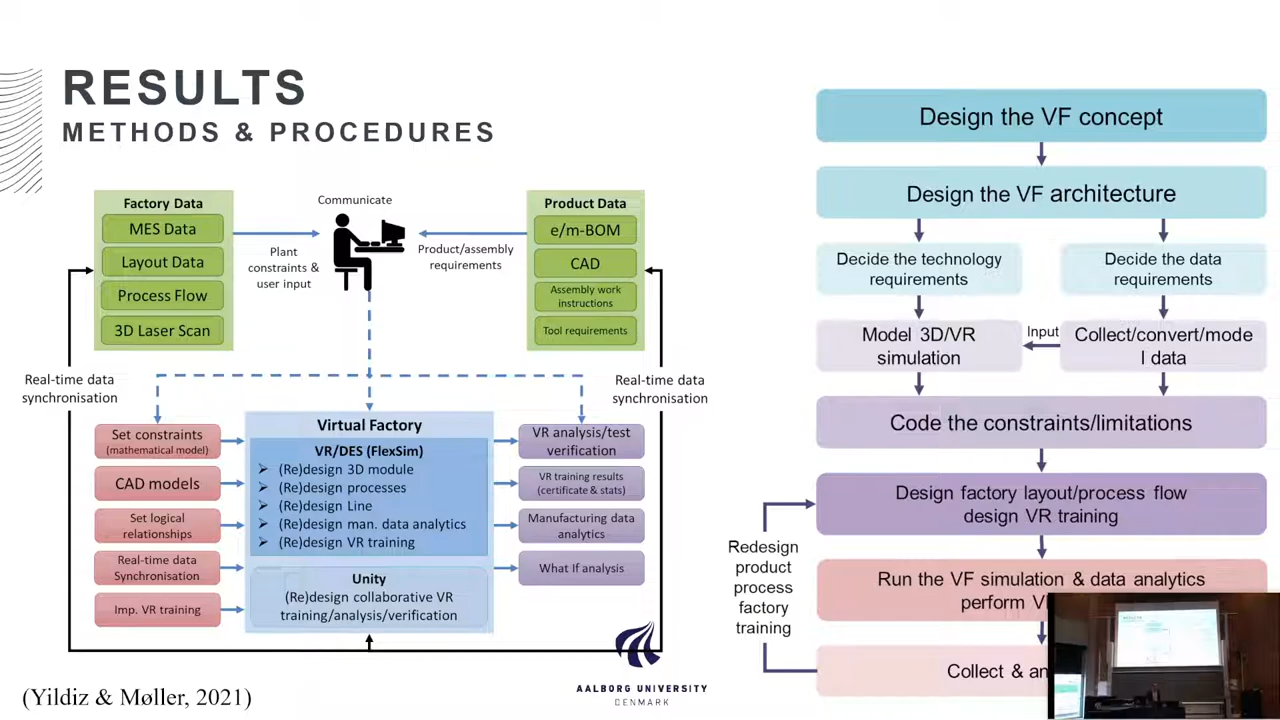 RESULTS
METHODS & PROCEDURES
Factory Data
MES Data
Layout Data
Process Flow
3D Laser Scan
Communicate
Plant
constraints &
user input
Product/assembly
requirements
Product Data
e/m-BOM
CAD
Assembly work
instructions
Tool requirements
Real-time data
synchronisation
Real-time data
synchronisation
Set constraints
(mathematical model)
CAD models
Set logical
relationships
Real-time data
Synchronisation
Imp. VR training
Virtual Factory
VR/DES (FlexSim)
➢ (Re)design 3D module
➢ (Re)design processes
➢ (Re)design Line
➢ (Re)design man. data analytics
➢ (Re)design VR training
Unity
(Re)design collaborative VR
training/analysis/verification
VR analysis/test
verification
VR training results
(certificate & stats)
Manufacturing data
analytics
What If analysis
(Yildiz & Møller, 2021)
AALBORG UNIVERSITY
DENMARK
Design the VF concept
Design the VF architecture
Decide the technology
requirements
Decide the data
requirements
Model 3D/VR
simulation
Input
Collect/convert/mode
l data
Code the constraints/limitations
Design factory layout/process flow
design VR training
Redesign
product
process
factory
training
Run the VF simulation & data analytics
perform
Collect &
RESULTS